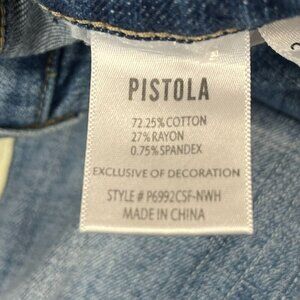 PISTOLA
72.25% COTTON
27% RAYON
0.75% SPANDEX
EXCLUSIVE OF DECORATION
STYLE # P6992CSF-NWH
MADE IN CHINA